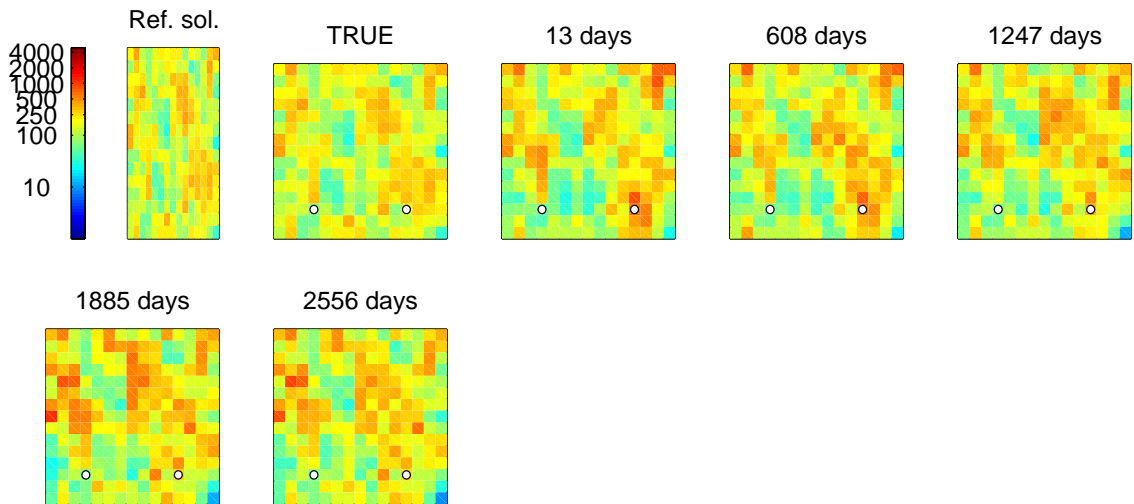 Ref. sol.
TRUE
13 days
608 days
1247 days
4000
2000
1000
500
250
100
10
1885 days
2556 days